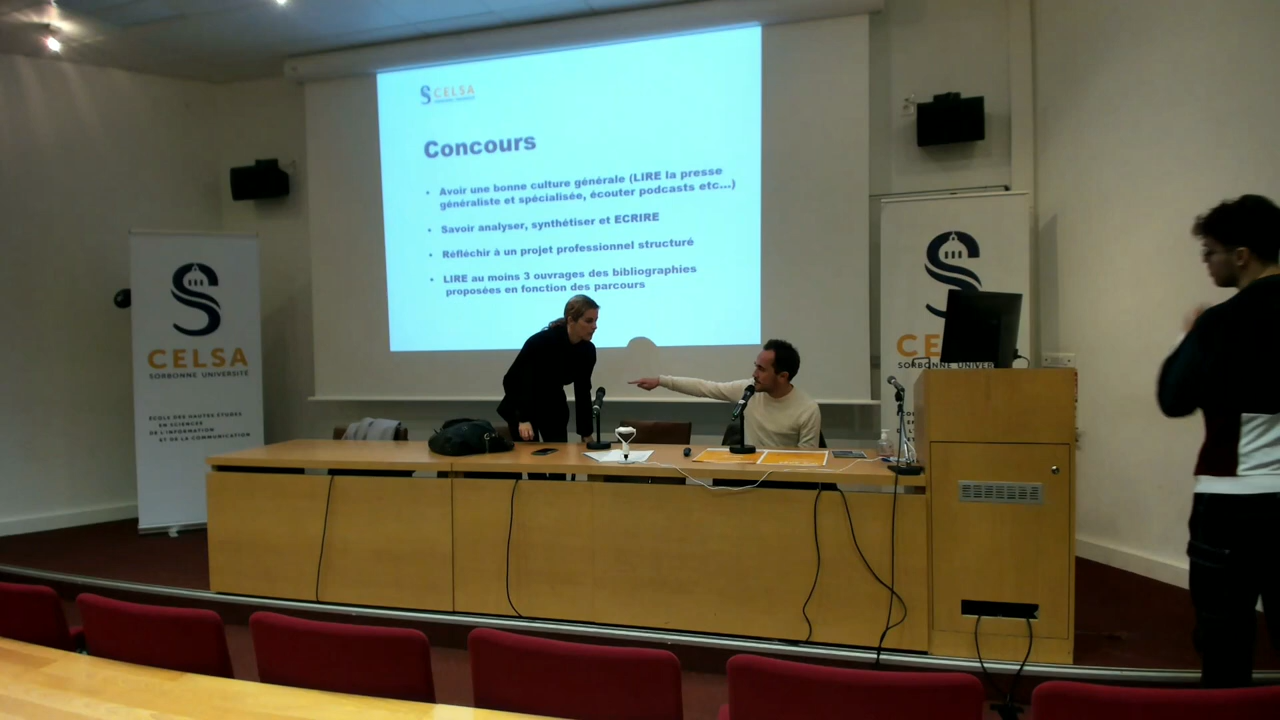 CELSA
Concours
• Avoir une bonne culture générale (LIRE la presse
généraliste et spécialisée, écouter podcasts etc...)
• Savoir analyser, synthétiser et ECRIRE
• Réfléchir à un projet professionnel structuré
• LIRE au moins 3 ouvrages des bibliographies
proposées en fonction des parcours
CELSA
SORBONNE UNIVERSITÉ
ÉCOLE DES HAUTES ÉTUDES
EN SCIENCES
DE L'INFORMATION
ET DE LA COMMUNICATION
CE
SORBONNE UNIVER